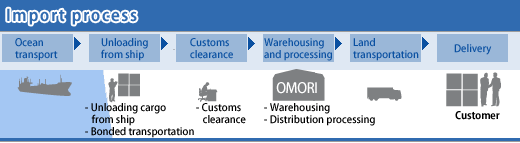 Import process
Ocean
transport
Unloading
from ship
Customs
clearance
Warehousing
and processing
Land
transportation
Delivery
OMORI
- Unloading cargo
from ship
- Bonded transportation
- Customs
clearance
- Warehousing
- Distribution processing
Customer